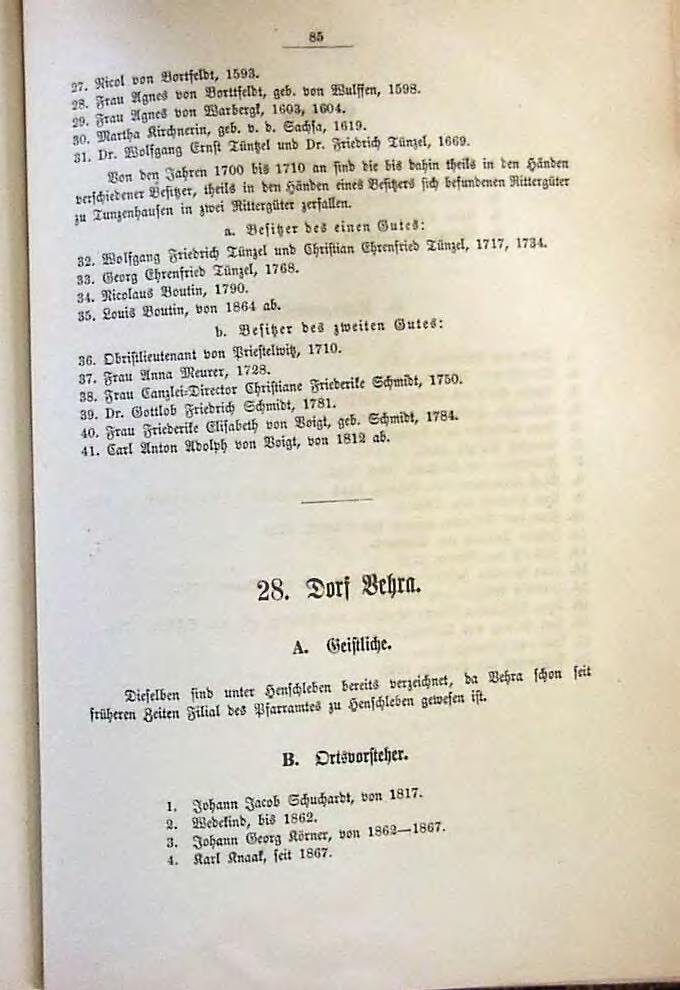 85
27. Nicol von Bortfeldt, 1593.
28. Frau Agnes von Borttfeldt, geb. von Wulffen, 1598.
29. Frau Agnes von Warbergk, 1603, 1604.
30. Martha Kirchnerin, geb. v. d. Sachsa, 1619.
31. Dr. Wolfgang Ernst Tüntzel und Dr. Friedrich Tünzel, 1669.
Von den Jahren 1700 bis 1710 an sind die bis dahin theils in den Händen
verschiedener Besitzer, theils in den Händen eines Besitzers sich befundenen Rittergüter
zu Tunzenhausen in zwei Rittergüter zerfallen.
a. Besitzer des einen Gutes:
32. Wolfgang Friedrich Tünzel und Christian Ehrenfried Tünzel, 1717, 1734.
33. Georg Ehrenfried Tünzel, 1768.
34. Nicolaus Boutin, 1790.
35. Louis Boutin, von 1864 ab.
b. Besitzer des zweiten Gutes:
36. Obristlieutenant von Priestelwitz, 1710.
37. Frau Anna Meurer, 1728.
38. Frau Canzlei-Director Christiane Friederike Schmidt, 1750.
39. Dr. Gottlob Friedrich Schmidt, 1781.
40. Frau Friederike Elisabeth von Voigt, geb. Schmidt, 1784.
41. Carl Anton Adolph von Voigt, von 1812 ab.
28. Dorf Vehra.
A. Geistliche.
Dieselben sind unter Henschleben bereits verzeichnet, da Vehra schon seit
früheren Zeiten Filial des Pfarramtes zu Henschleben gewesen ist.
B. Ortsvorsteher.
1. Johann Jacob Schuchardt, von 1817.
2. Wedekind, bis 1862.
3. Johann Georg Körner, von 1862—1867.
4. Karl Knaak, seit 1867.